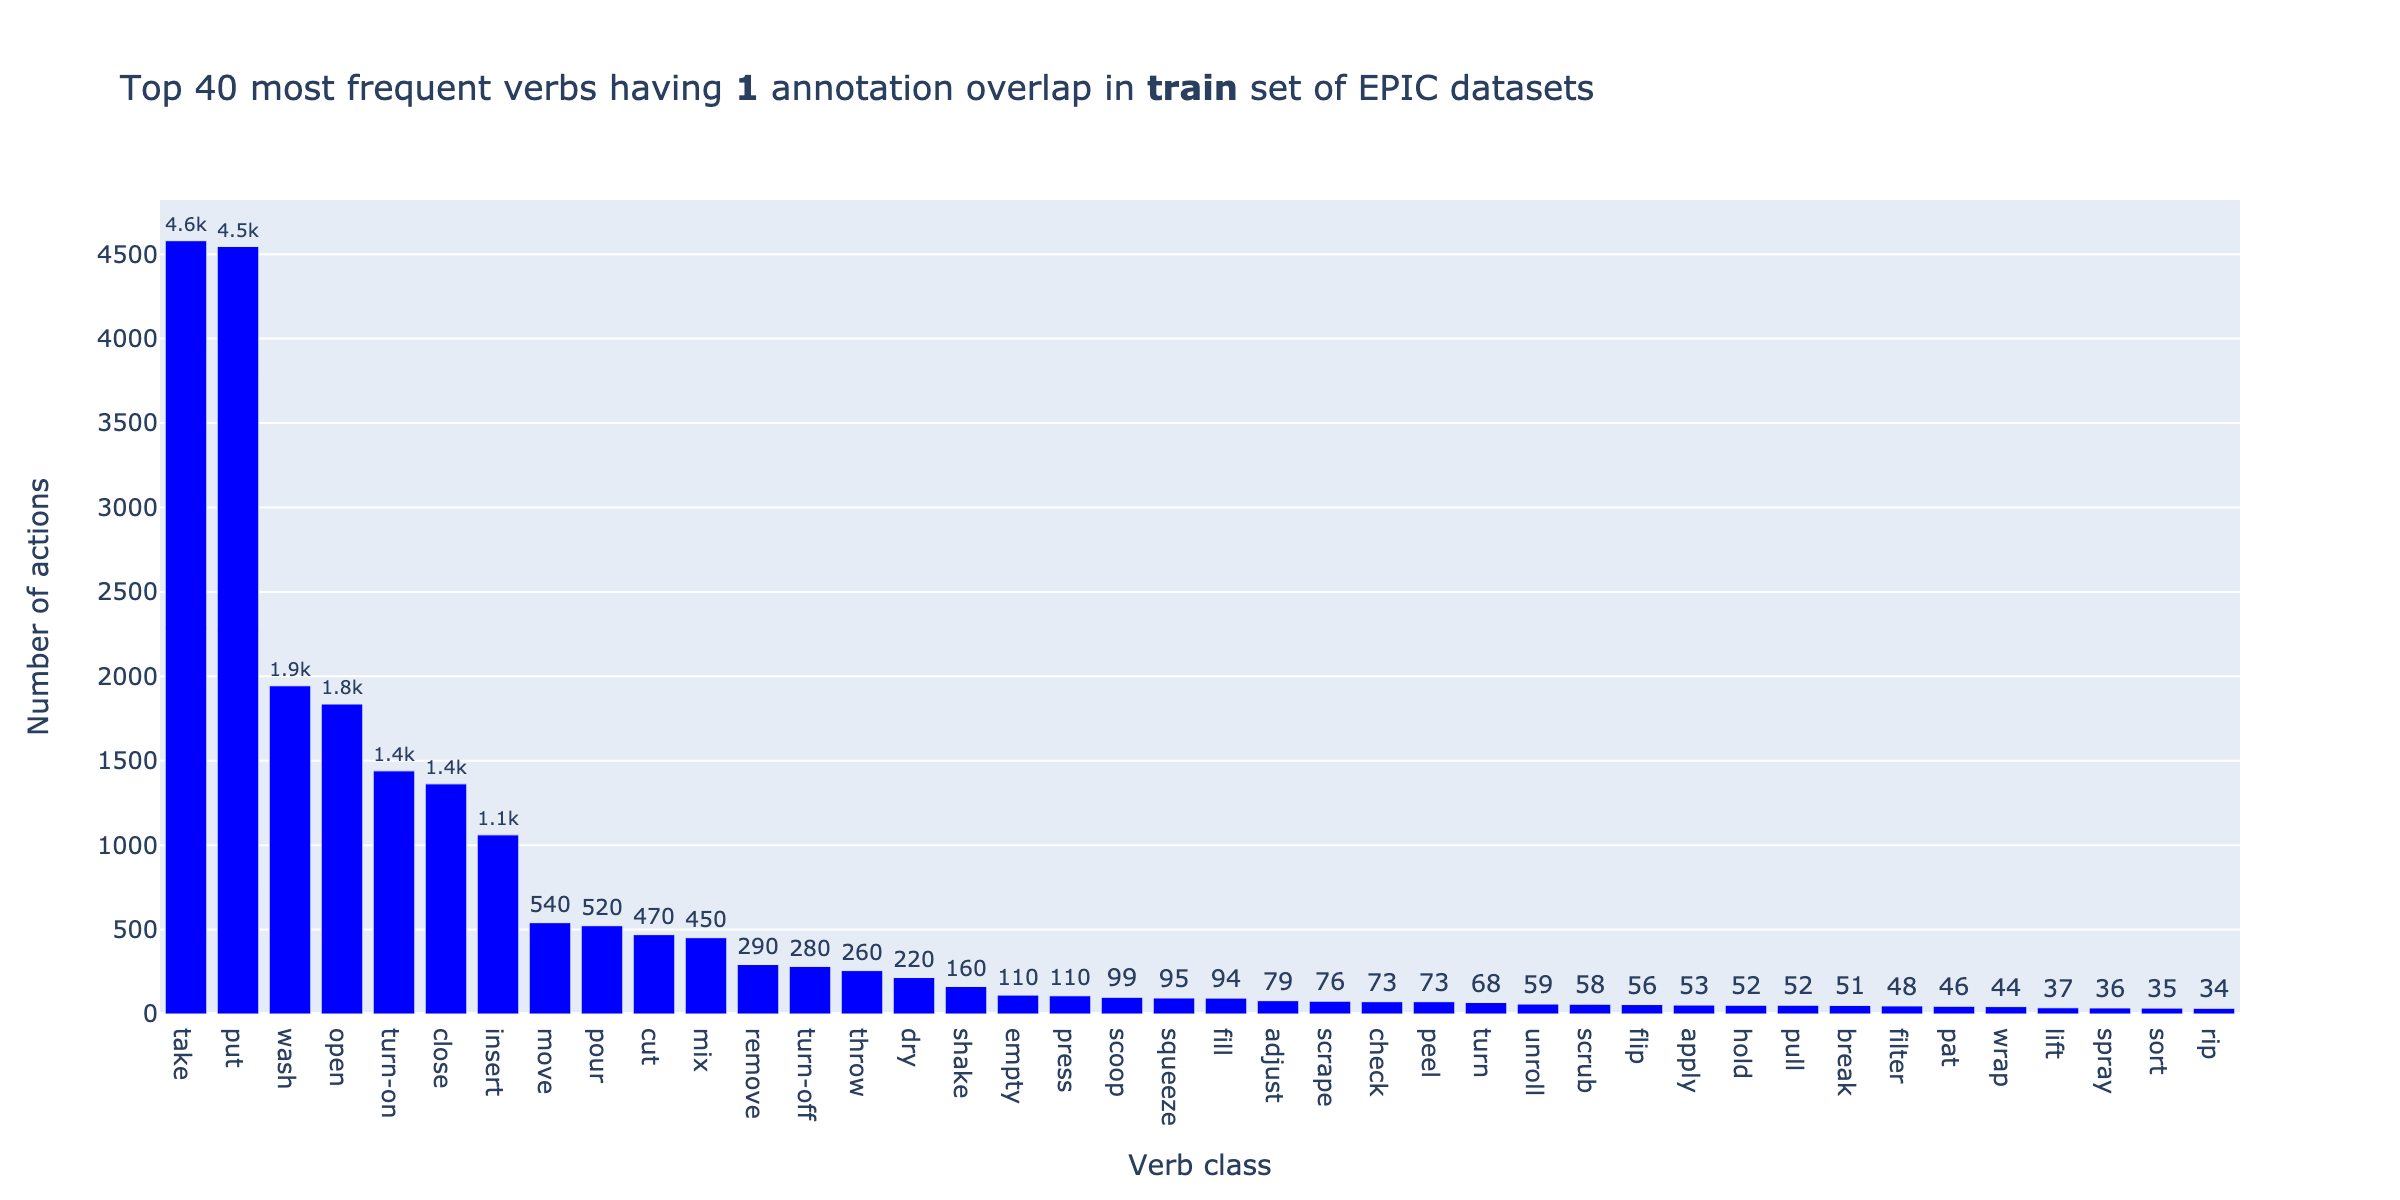 Top 40 most frequent verbs having 1 annotation overlap in train set of EPIC datasets
4.6k
4.5k
1.9k
1.8k
1.4k
1.4k
1.1k
540
520
470
450
290
280
260
220
160
110
110
99
95
94
79
76
73
73
68
59
58
56
53
52
52
51
48
46
44
37
36
35
34
4500
4000
3500
3000
2500
2000
1500
1000
500
0
Number of actions
take
put
wash
open
turn-on
close
insert
move
pour
cut
mix
remove
turn-off
throw
dry
shake
empty
press
scoop
squeeze
fill
adjust
scrape
check
peel
turn
unroll
scrub
flip
apply
hold
pull
break
filter
pat
wrap
lift
spray
sort
rip
Verb class